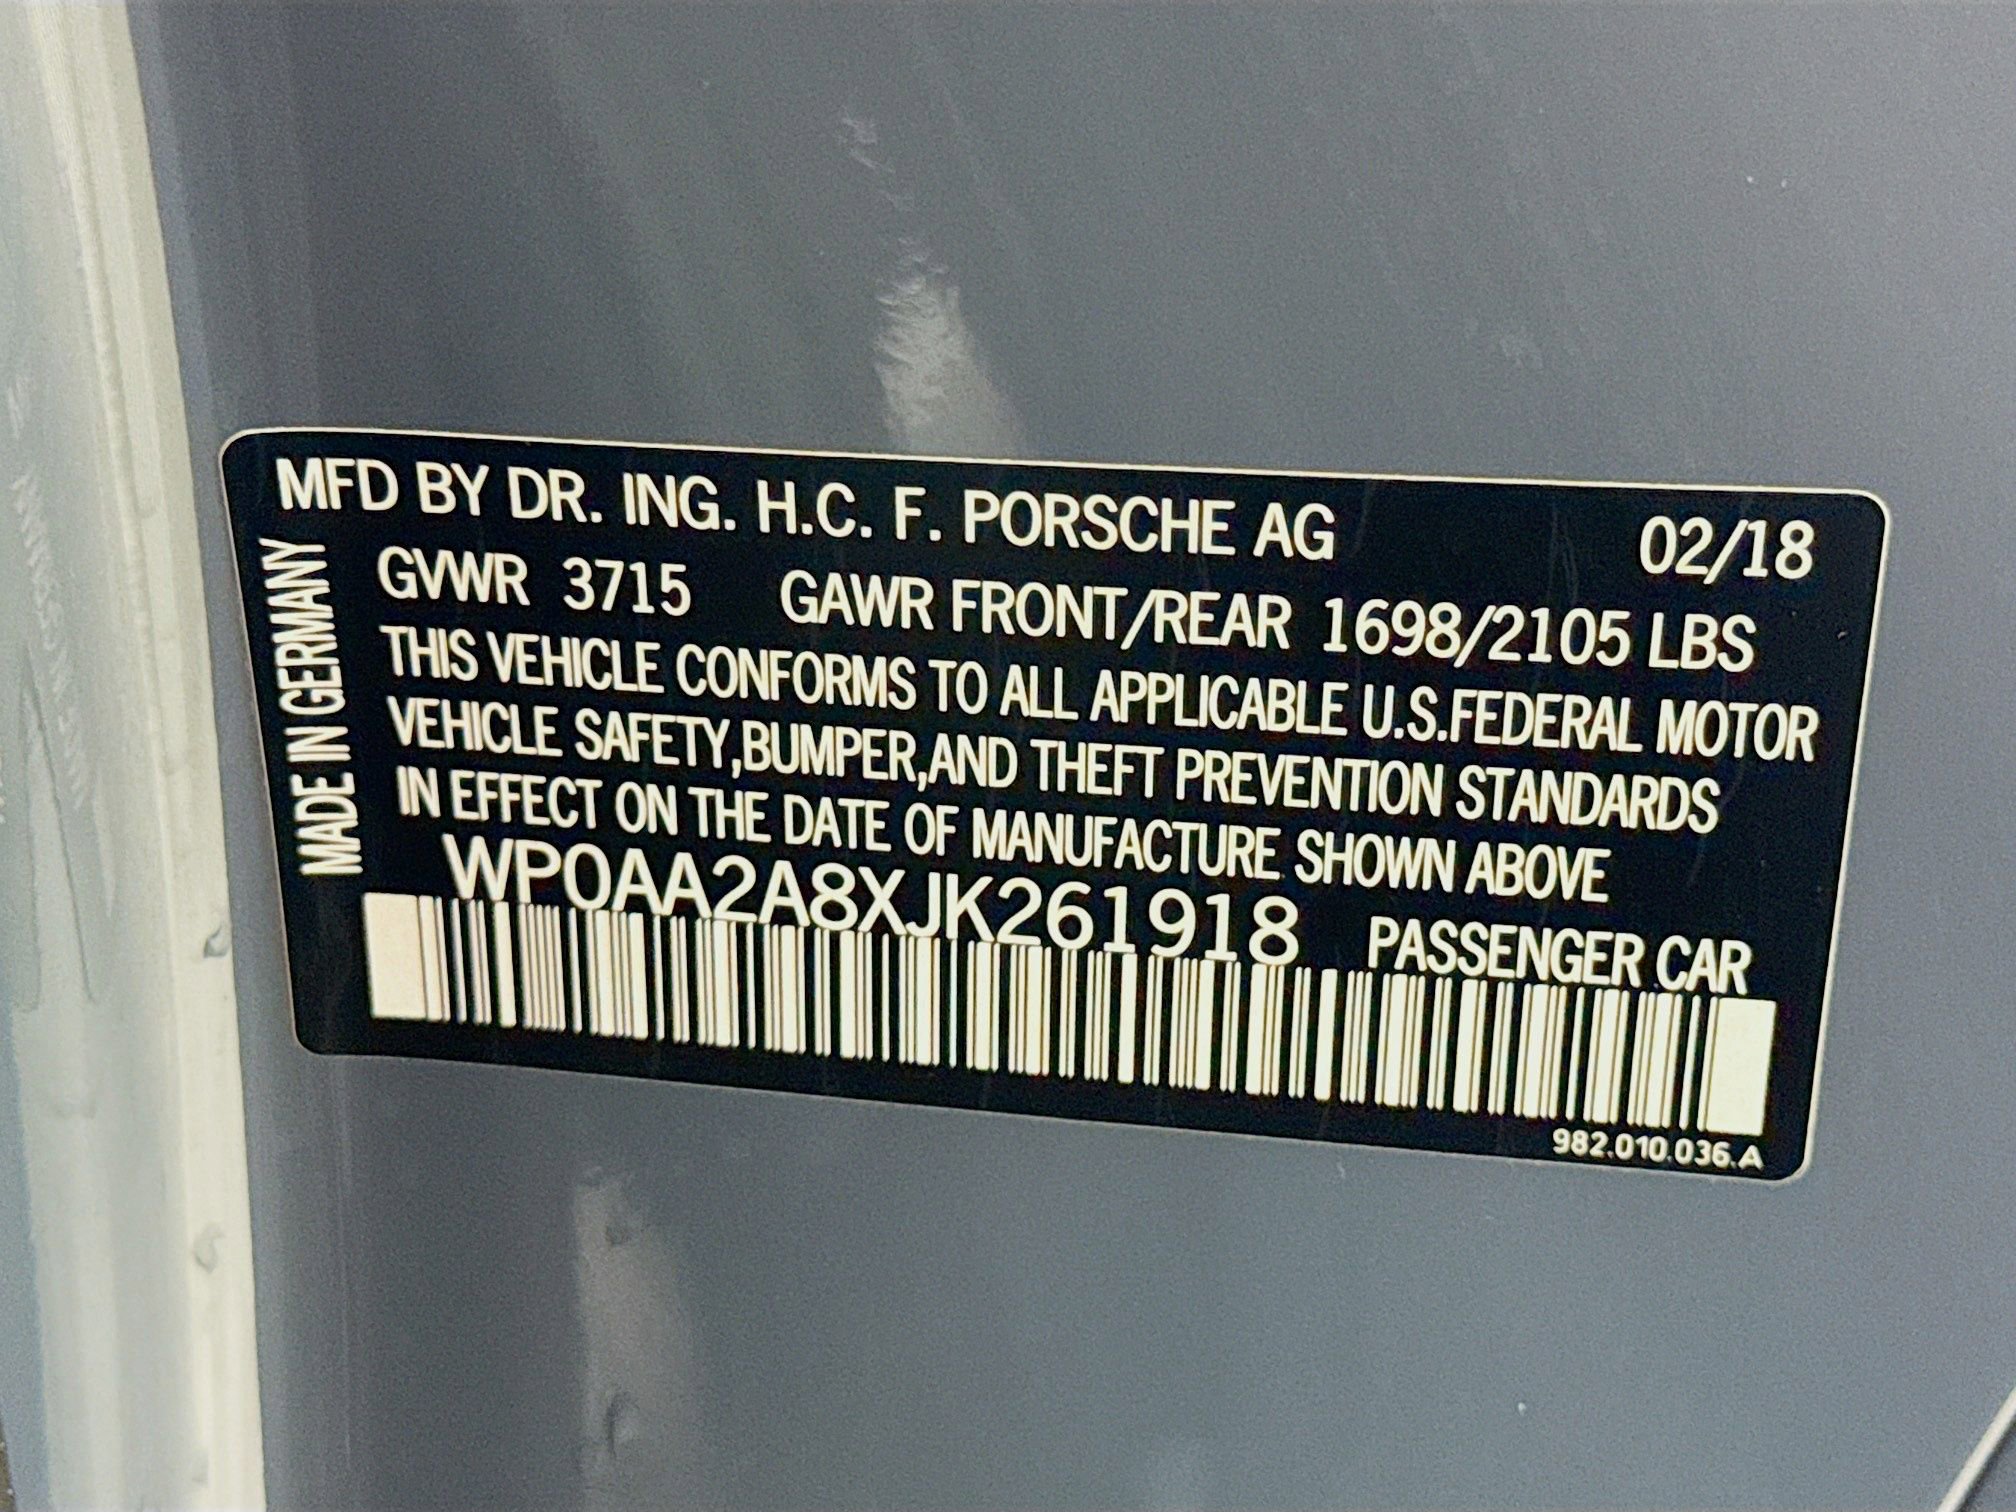 MFD BY DR. ING. H.C. F. PORSCHE AG 02/18
GVWR 3715 GAWR FRONT/REAR 1698/2105 LBS
THIS VEHICLE CONFORMS TO ALL APPLICABLE U.S.FEDERAL MOTOR
VEHICLE SAFETY,BUMPER,AND THEFT PREVENTION STANDARDS
IN EFFECT ON THE DATE OF MANUFACTURE SHOWN ABOVE
WP0AA2A8XJK261918 PASSENGER CAR
982.010.036.A
MADE IN GERMANY